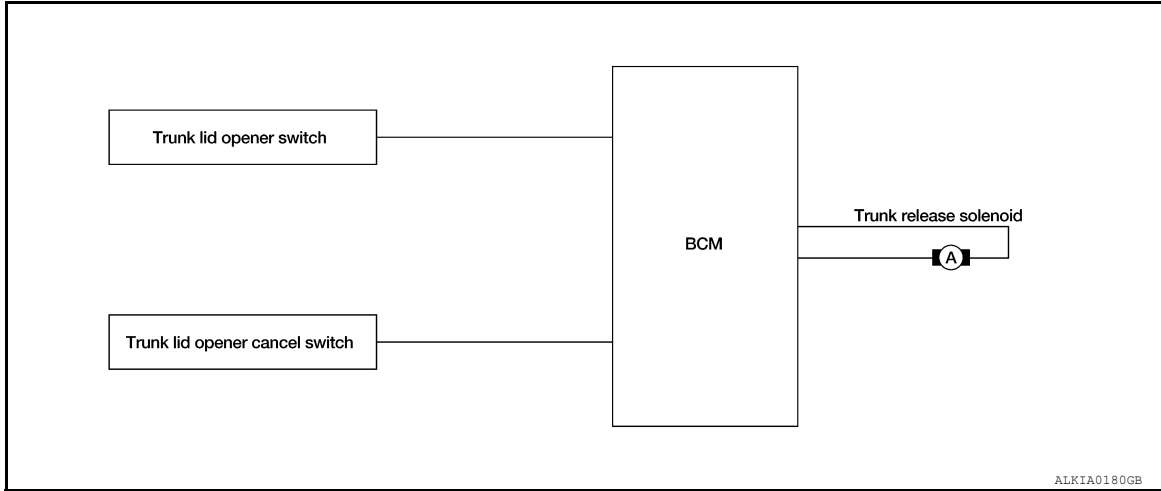 Trunk lid opener switch
Trunk release solenoid
BCM
A
Trunk lid opener cancel switch
ALKIA0180GB